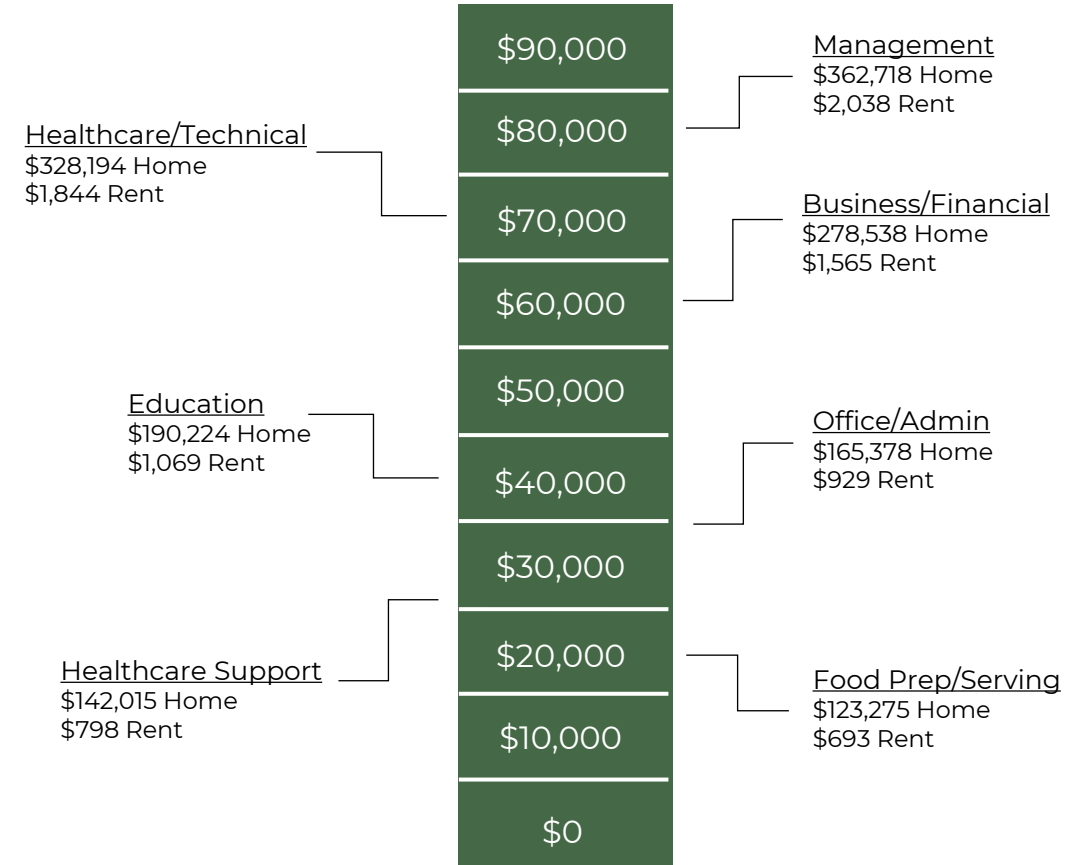 $90,000
$80,000
$70,000
$60,000
$50,000
$40,000
$30,000
$20,000
$10,000
$0
Healthcare/Technical
$328,194 Home
$1,844 Rent
Education
$190,224 Home
$1,069 Rent
Healthcare Support
$142,015 Home
$798 Rent
Management
$362,718 Home
$2,038 Rent
Business/Financial
$278,538 Home
$1,565 Rent
Office/Admin
$165,378 Home
$929 Rent
Food Prep/Serving
$123,275 Home
$693 Rent